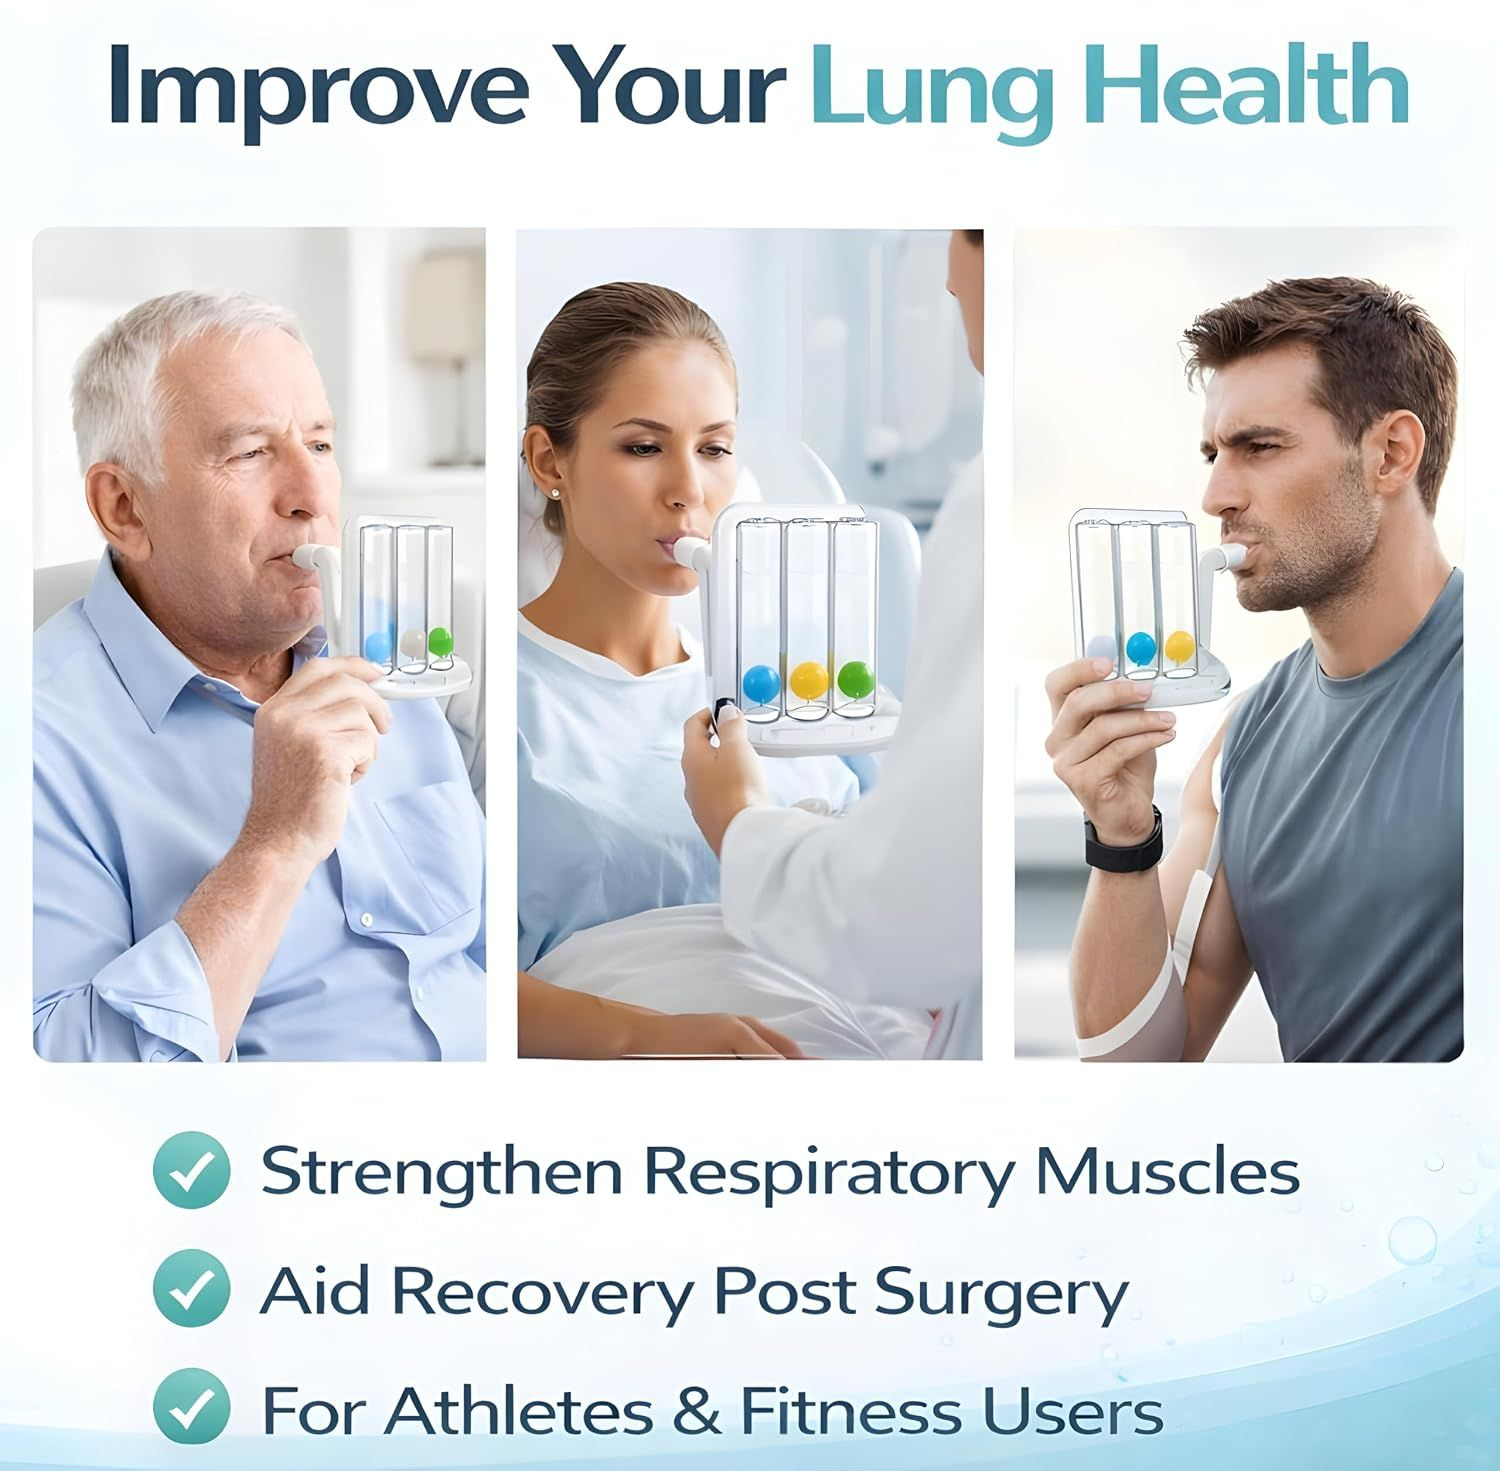 Improve Your Lung Health
Strengthen Respiratory Muscles
Aid Recovery Post Surgery
For Athletes & Fitness Users